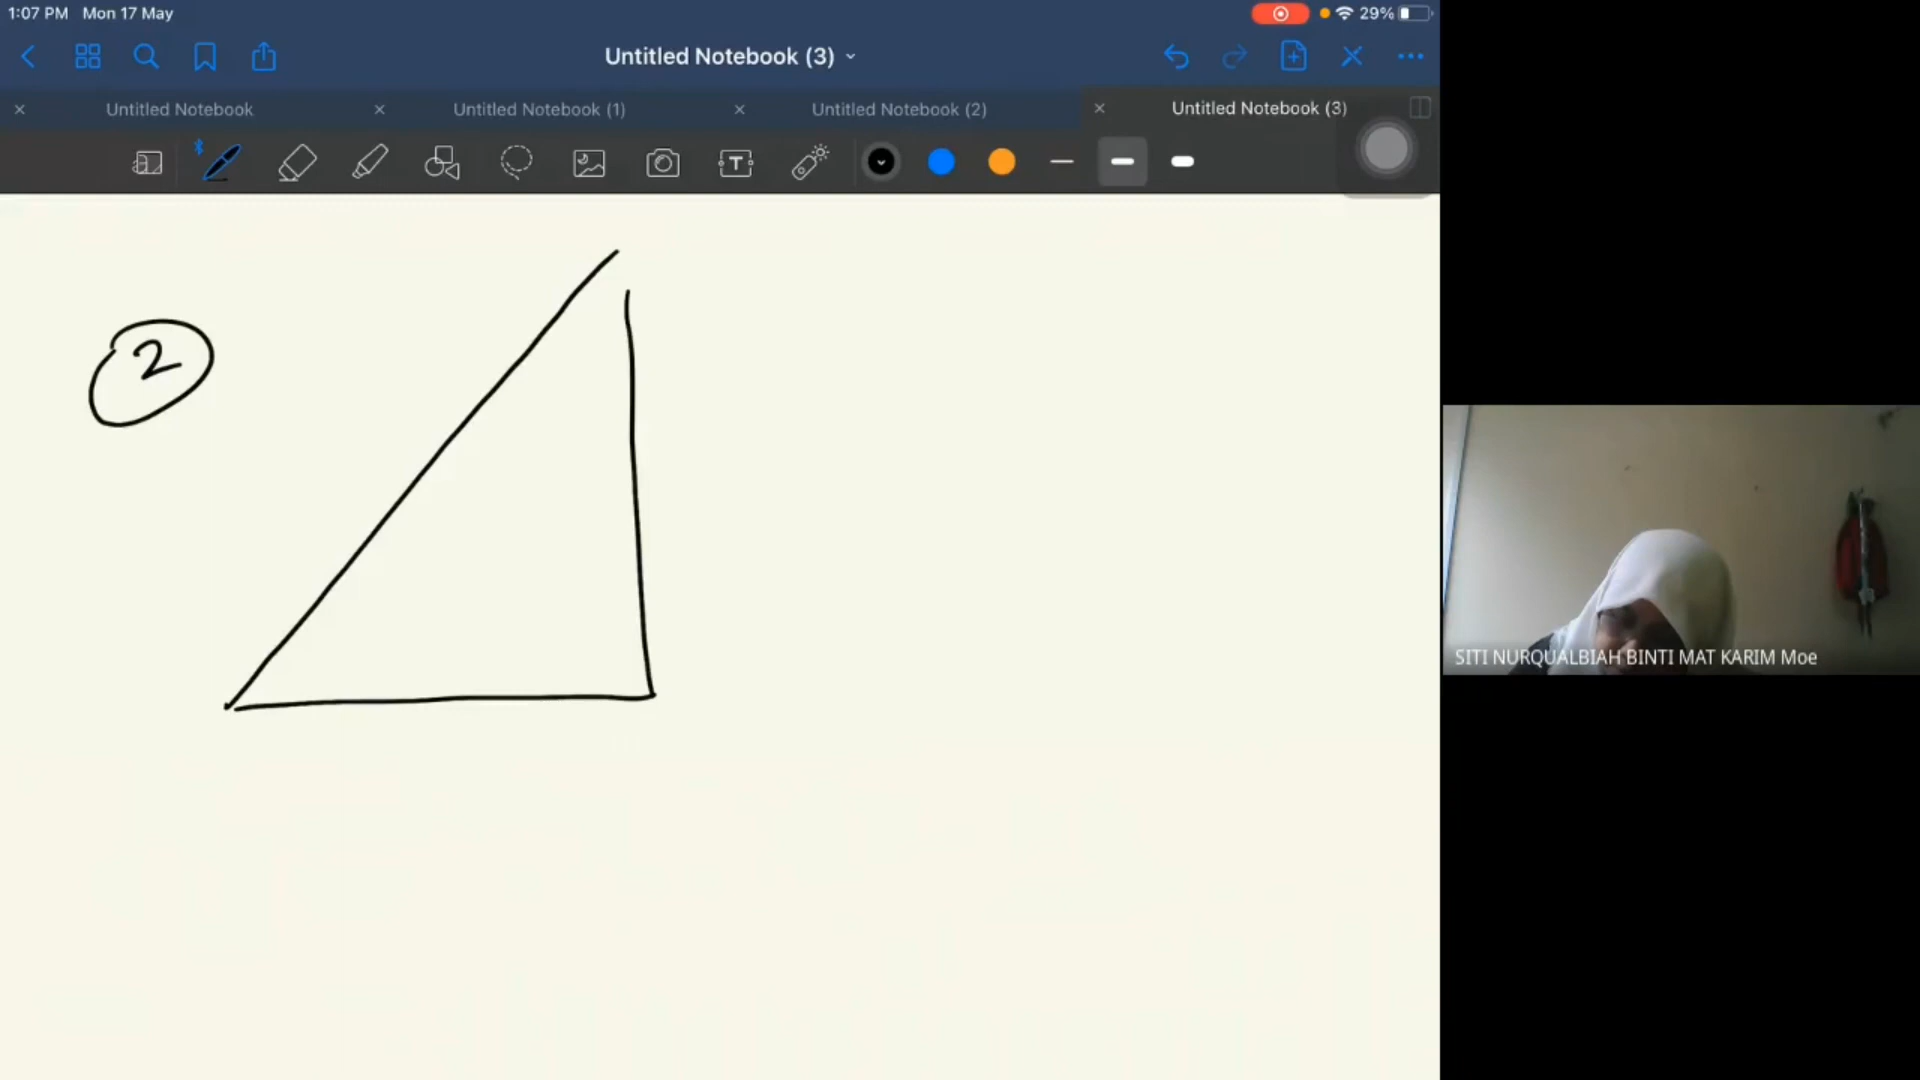 1:07 PM Mon 17 May
29%
Untitled Notebook (3)
Untitled Notebook
Untitled Notebook (1)
Untitled Notebook (2)
Untitled Notebook (3)
a
T
2
SITI NURQUALBIAH BINTI MAT KARIM Moe